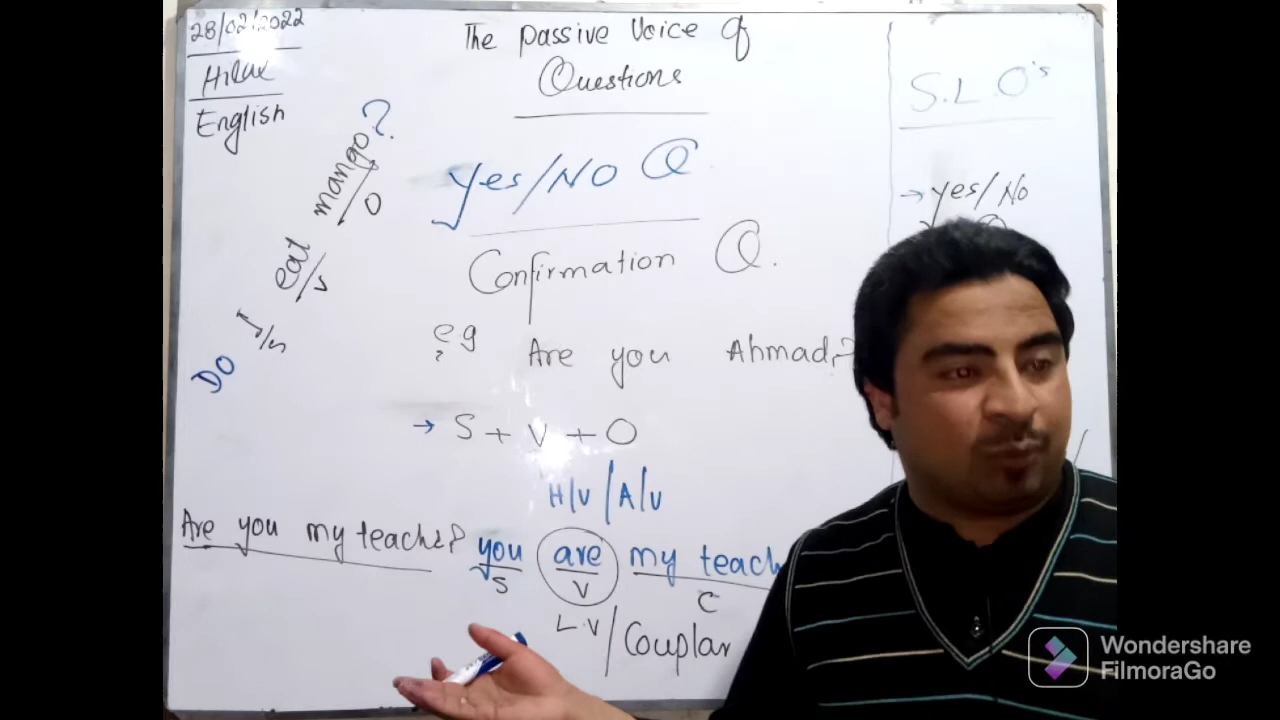 28/02/2022
Hilal
English
The Passive Voice of
Questions
Yes/NO Q
Confirmation Q.
e.g Are you Ahmad?
→ S + V + O
H/V / A/V
DO I/S eat/V mango?/O
Are you my teacher?
you are my teach
S V C
L.V / Couplar
S.L.O's
→ Yes/No
Q
Wondershare
FilmoraGo